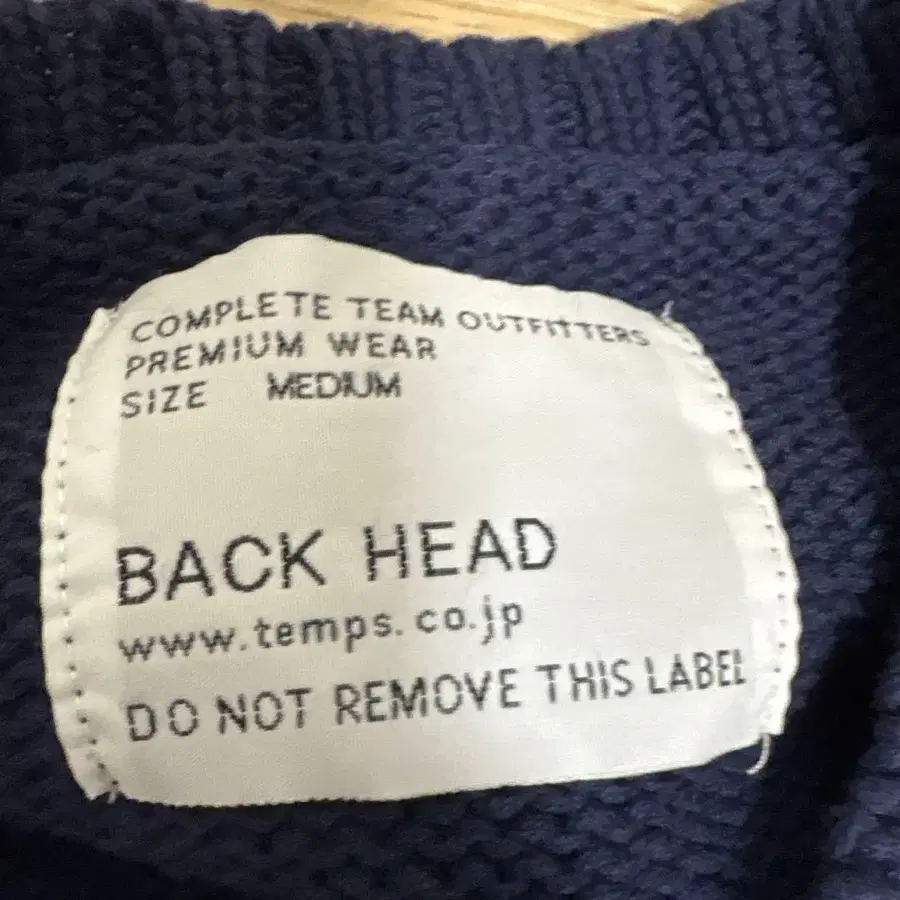 COMPLETE TEAM OUTFITTERS
PREMIUM WEAR
SIZE MEDIUM
BACK HEAD
www.temps.co.jp
DO NOT REMOVE THIS LABEL